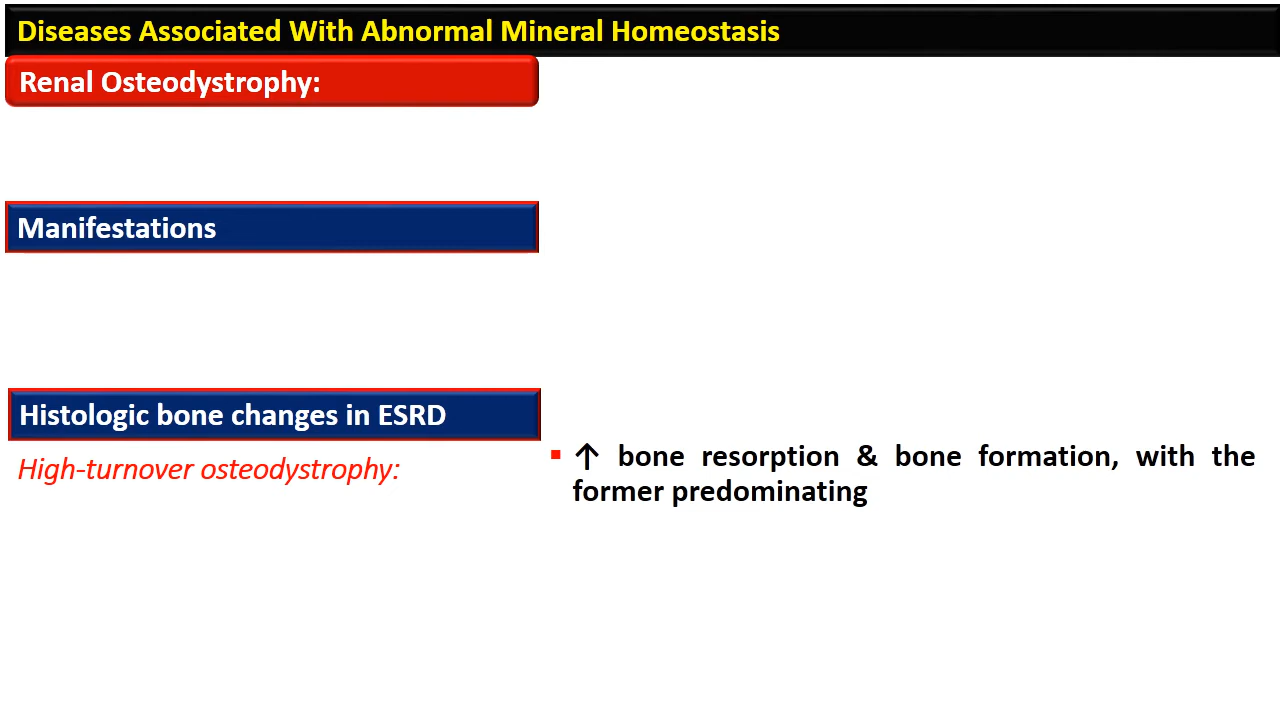 Diseases Associated With Abnormal Mineral Homeostasis
Renal Osteodystrophy:
Manifestations
Histologic bone changes in ESRD
High-turnover osteodystrophy:
▪ ↑ bone resorption & bone formation, with the
former predominating